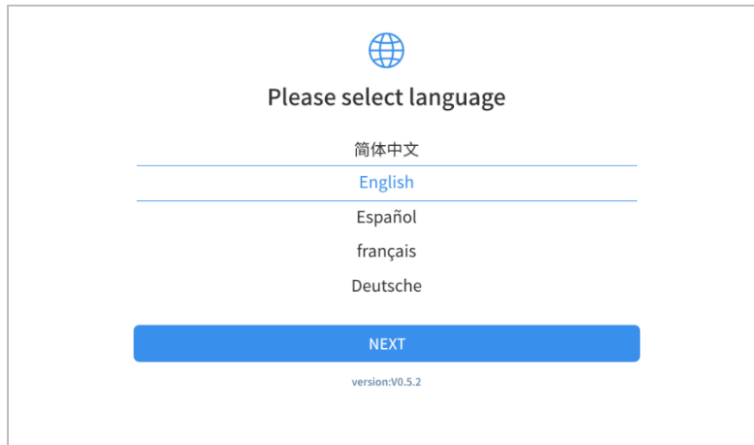 Please select language
简体中文
English
Español
français
Deutsche
NEXT
version:V0.5.2